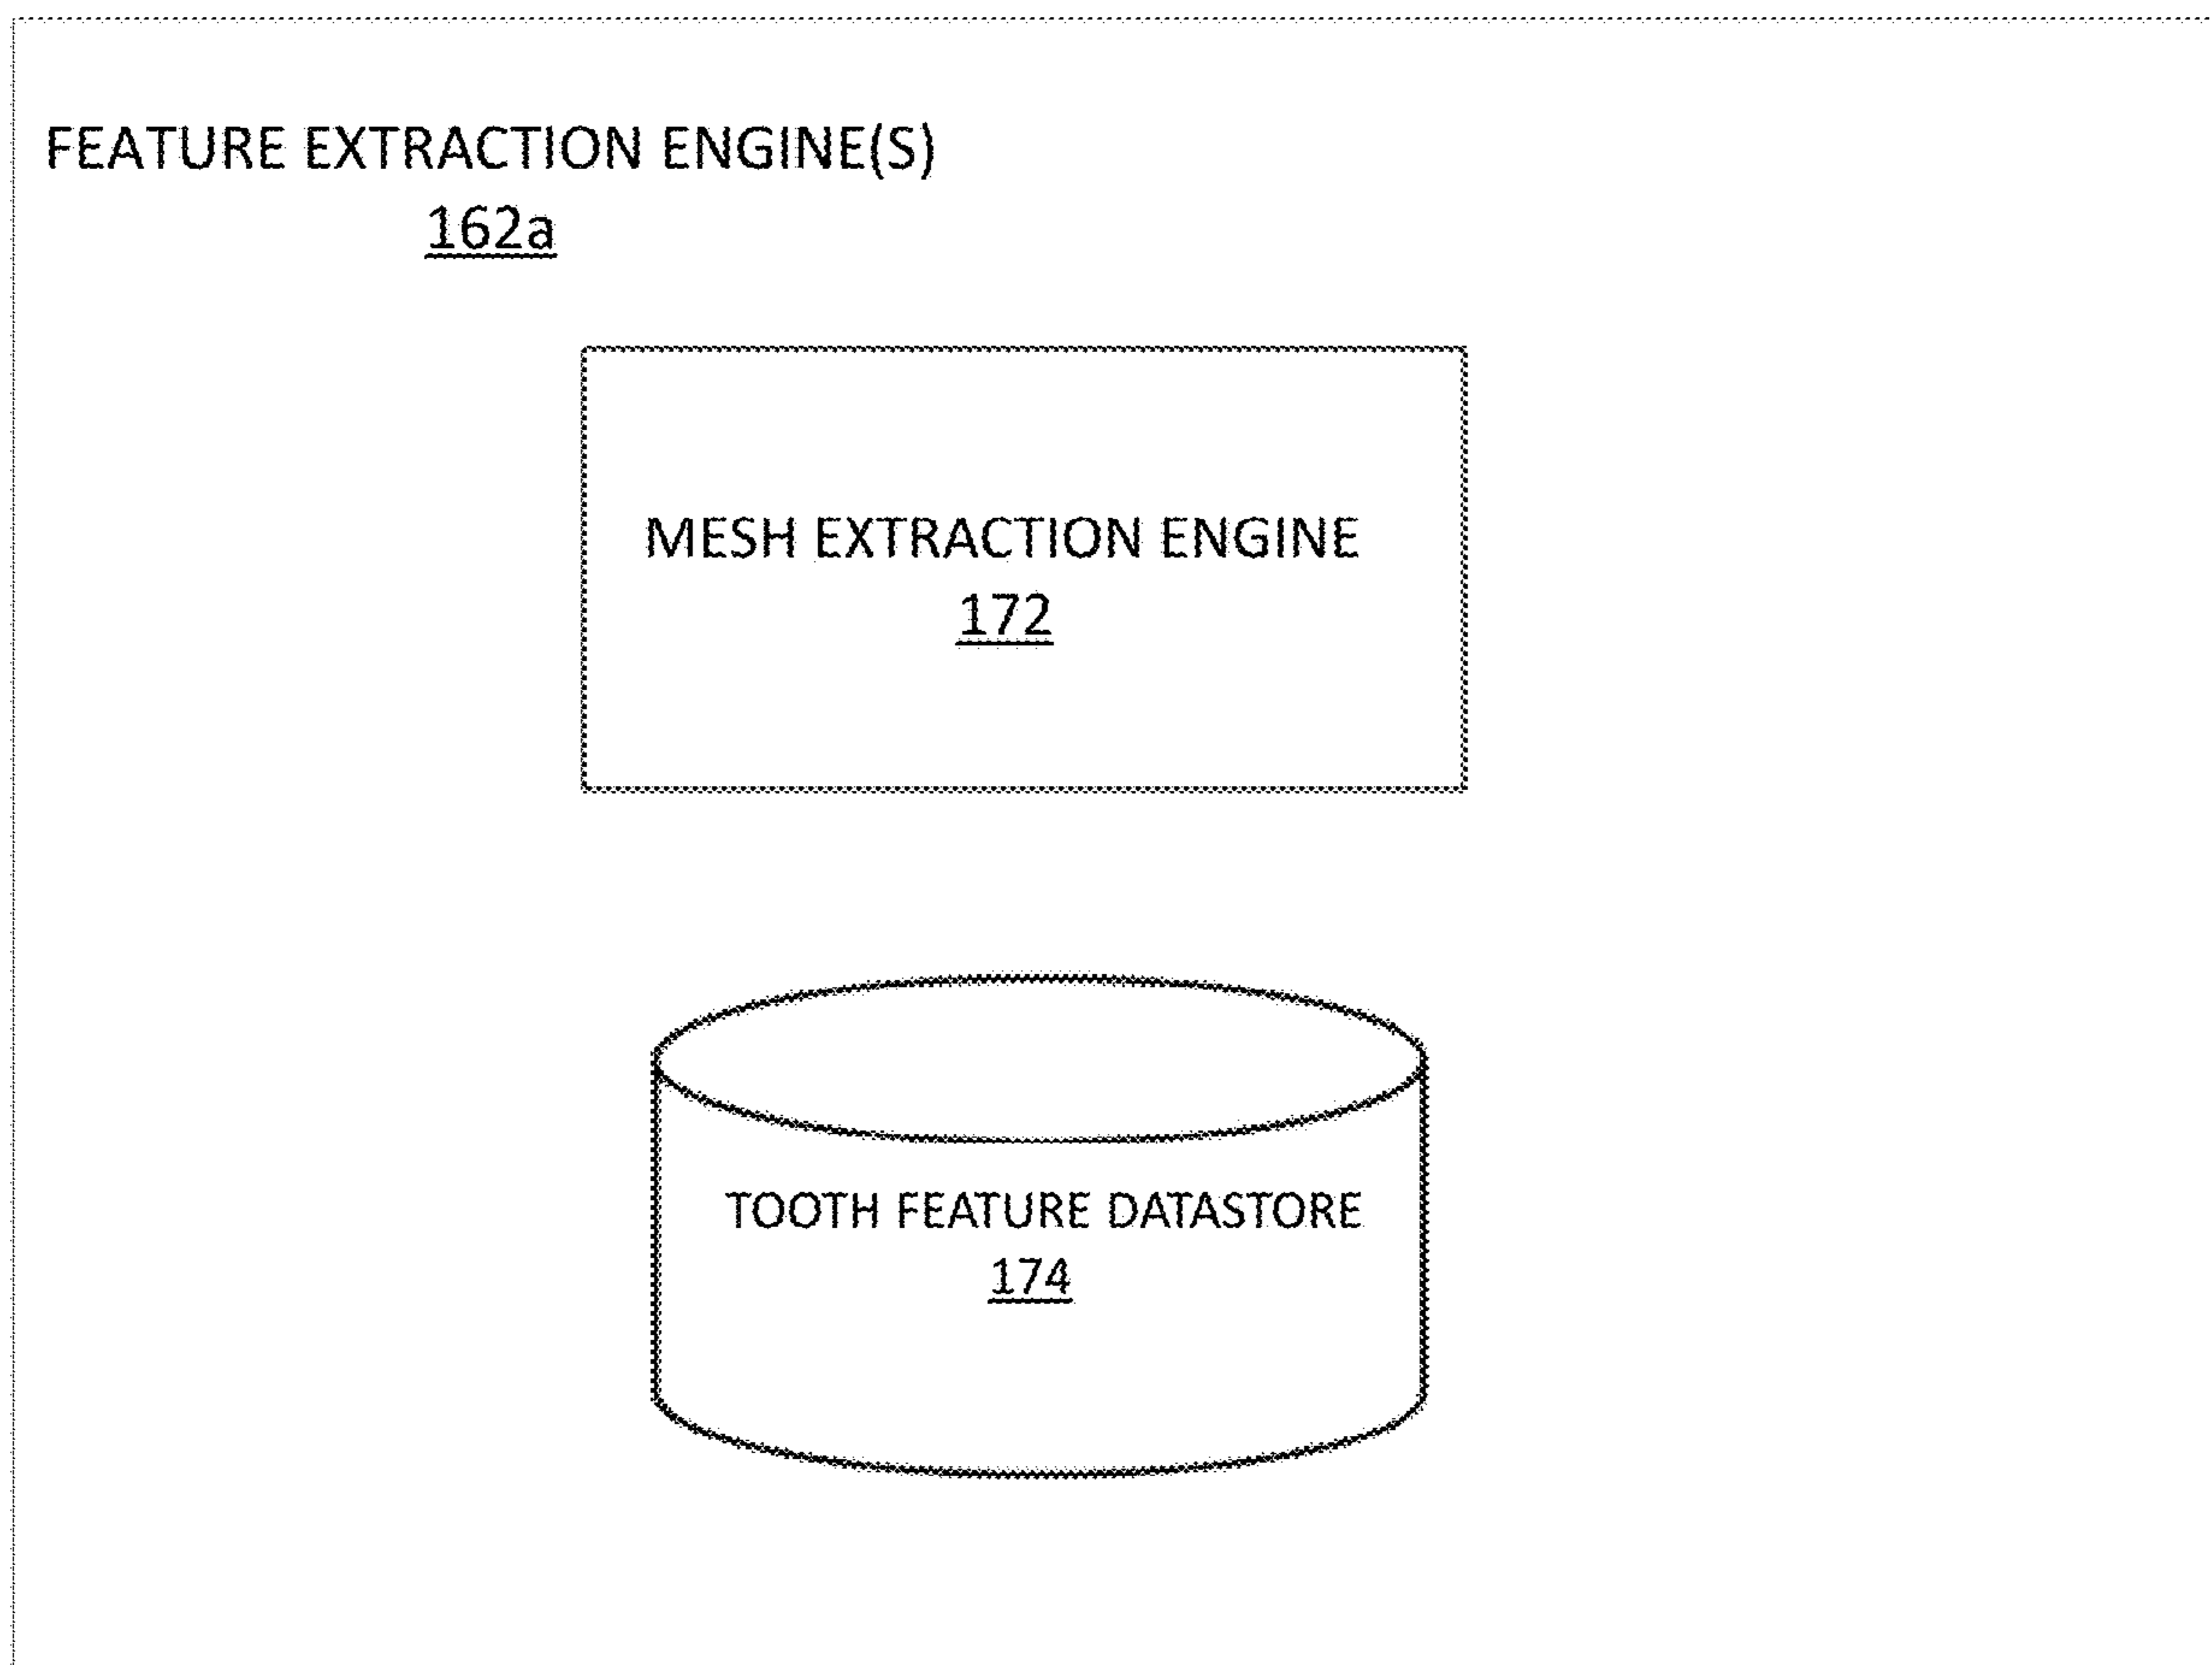 FEATURE EXTRACTION ENGINE(S)
162a
MESH EXTRACTION ENGINE
172
TOOTH FEATURE DATASTORE
174